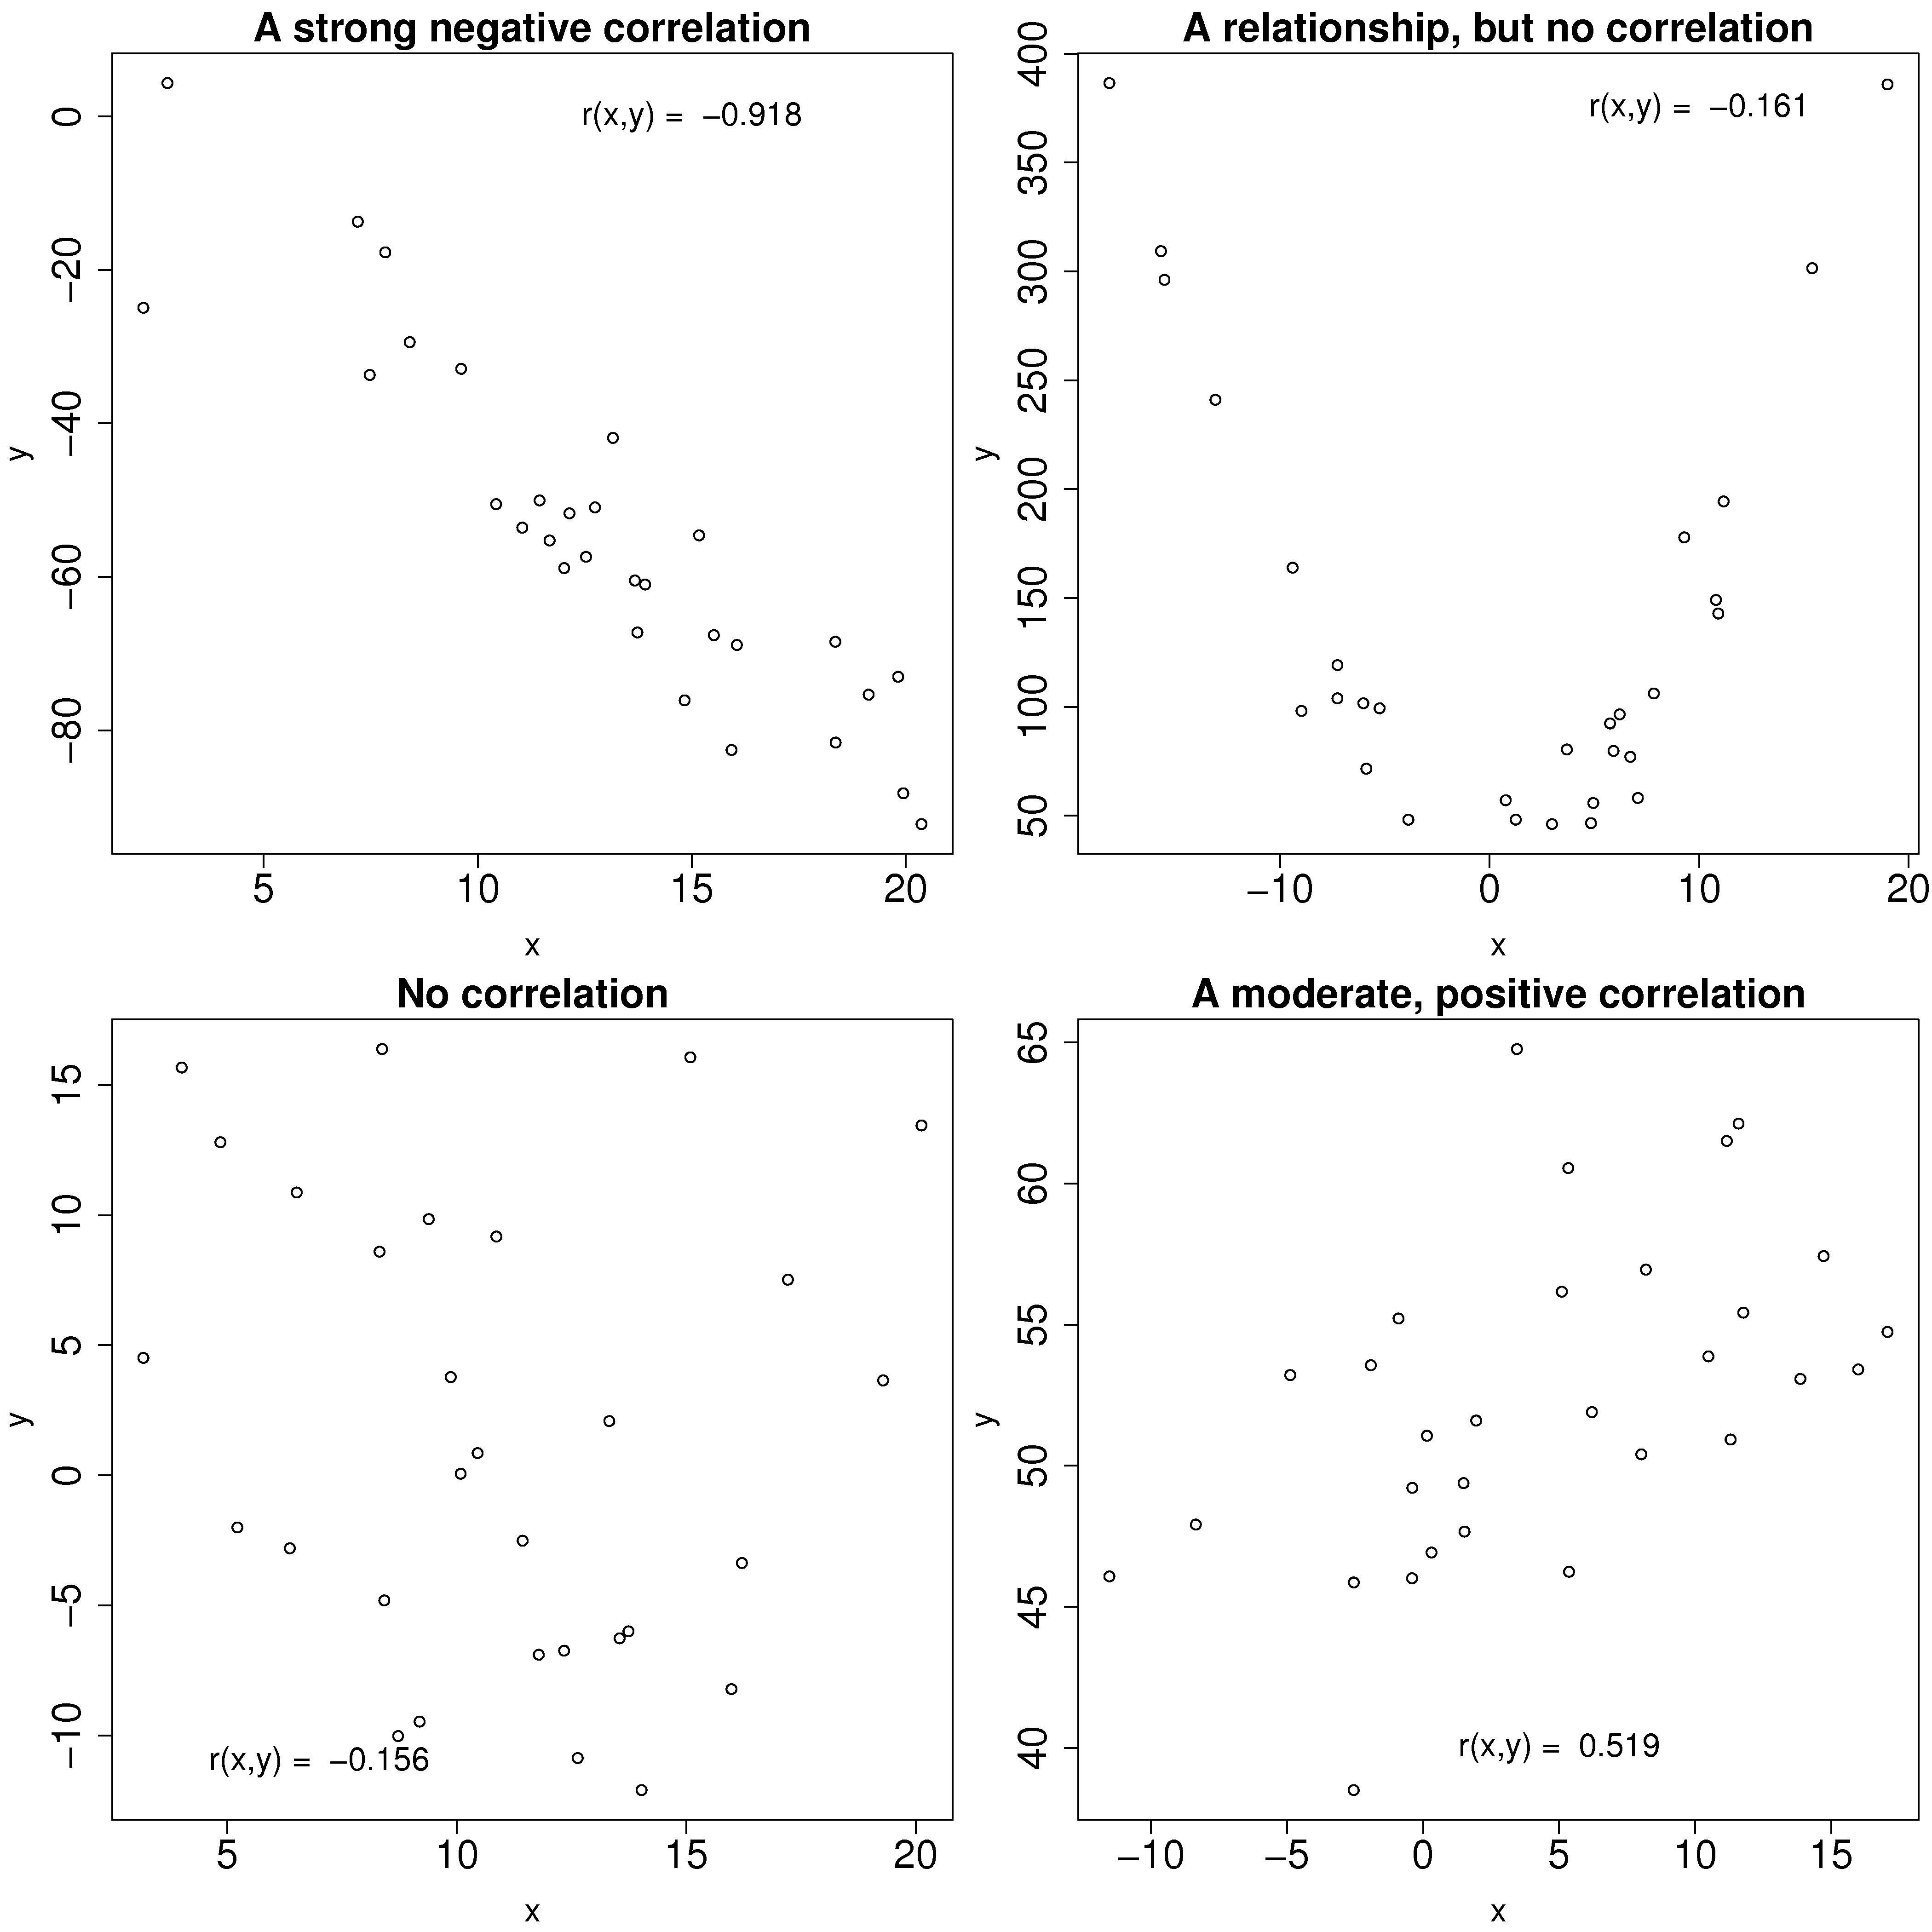 A strong negative correlation
r(x,y) = −0.918
y
0
−20
−40
−60
−80
5 10 15 20
x
A relationship, but no correlation
r(x,y) = −0.161
y
400
350
300
250
200
150
100
50
−10 0 10 20
x
No correlation
y
15
10
5
0
−5
−10
r(x,y) = −0.156
5 10 15 20
x
A moderate, positive correlation
y
65
60
55
50
45
40
r(x,y) = 0.519
−10 −5 0 5 10 15
x